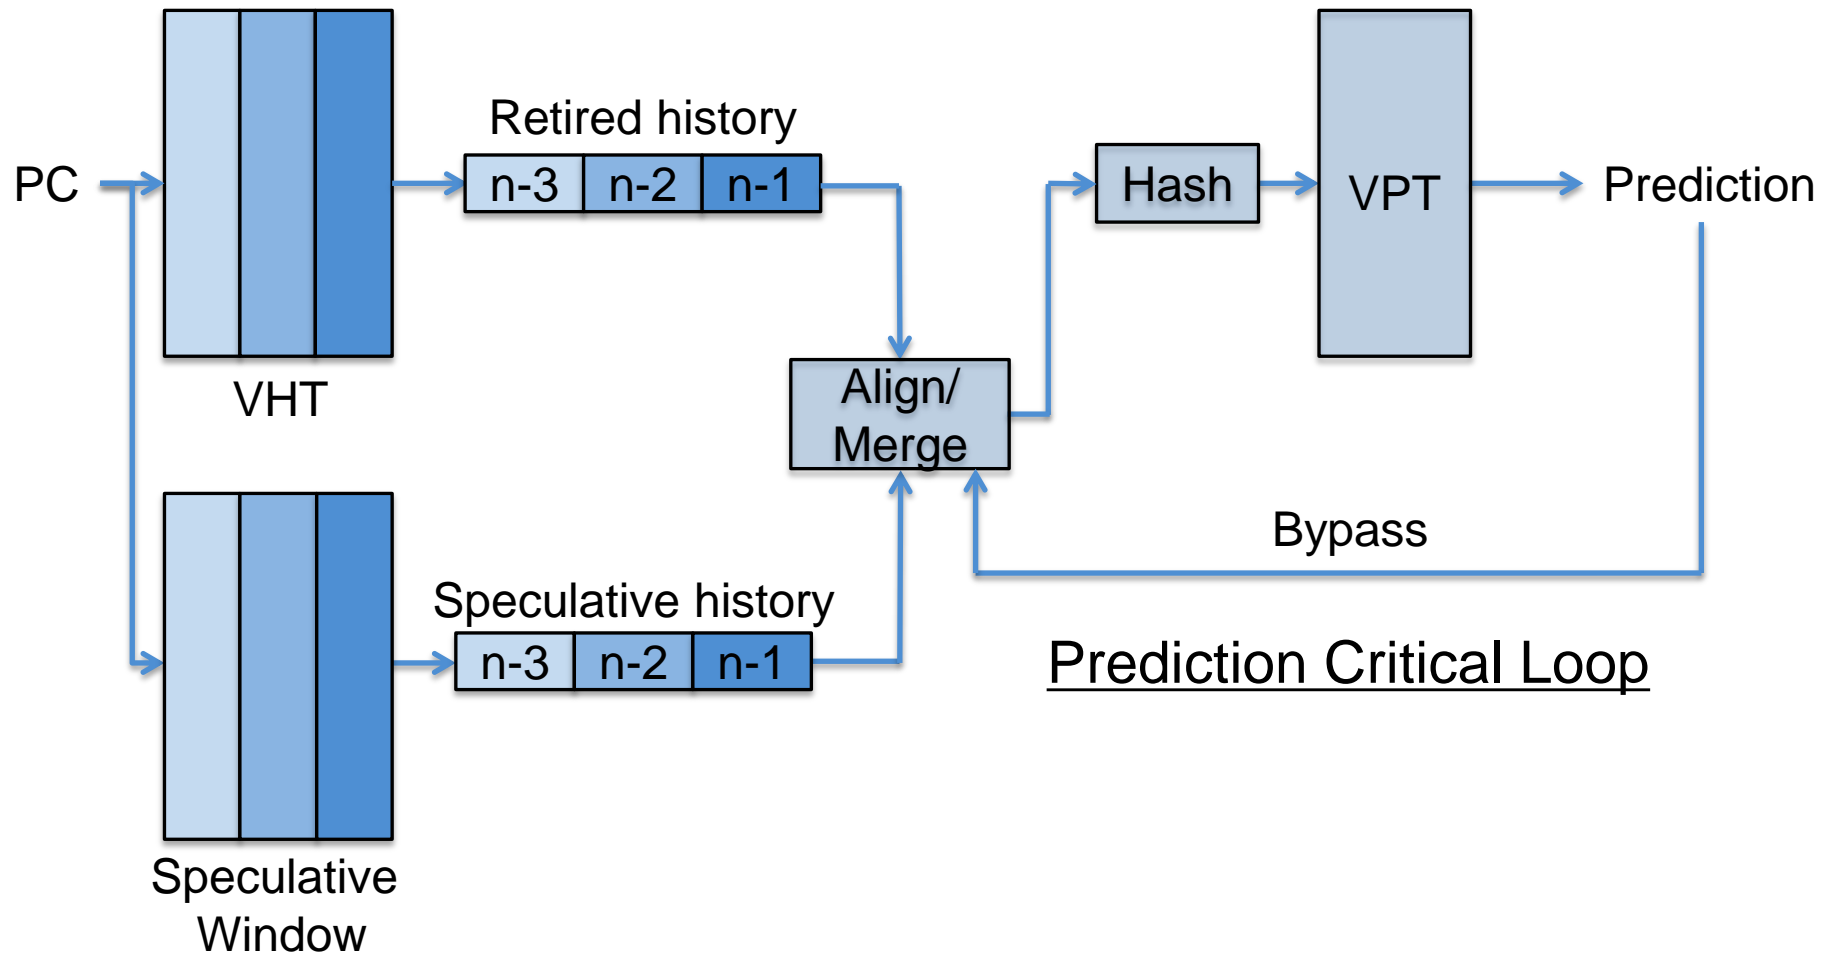 PC
VHT
Retired history
n-3 n-2 n-1
Align/
Merge
Hash
VPT
Prediction
Bypass
Speculative history
n-3 n-2 n-1
Prediction Critical Loop
Speculative
Window